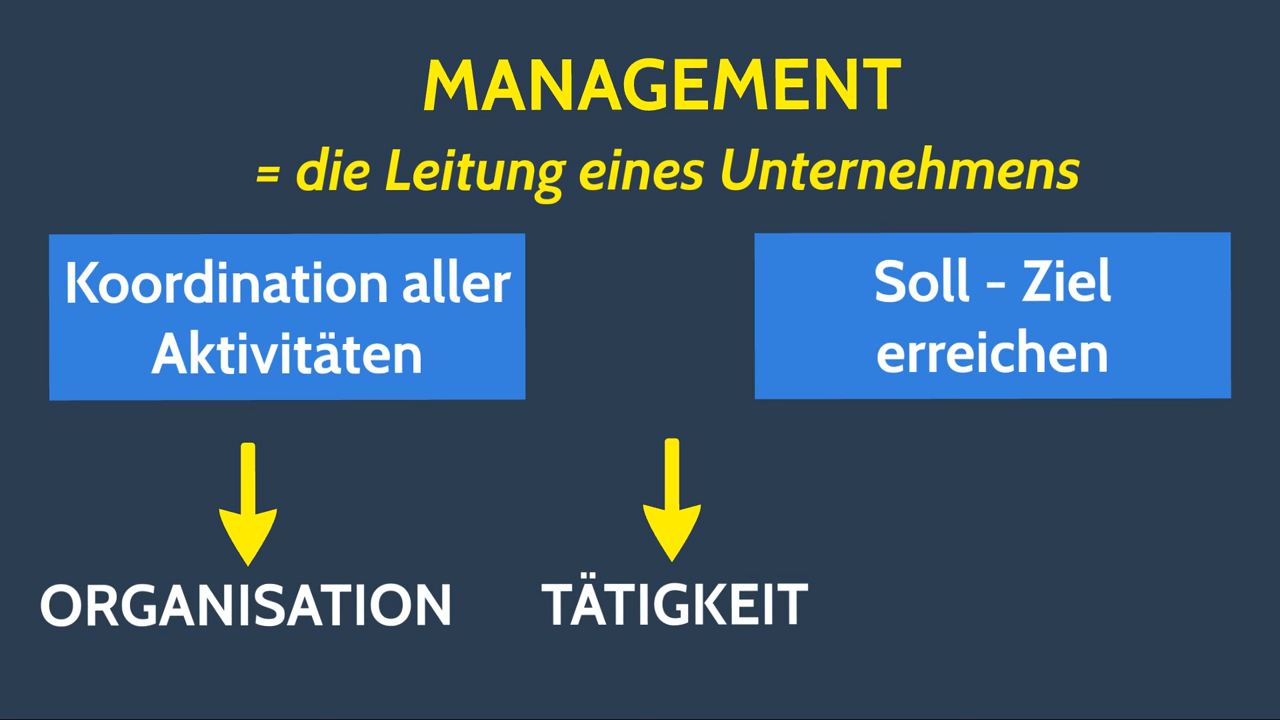 MANAGEMENT
= die Leitung eines Unternehmens
Koordination aller
Aktivitäten
Soll - Ziel
erreichen
ORGANISATION
TÄTIGKEIT